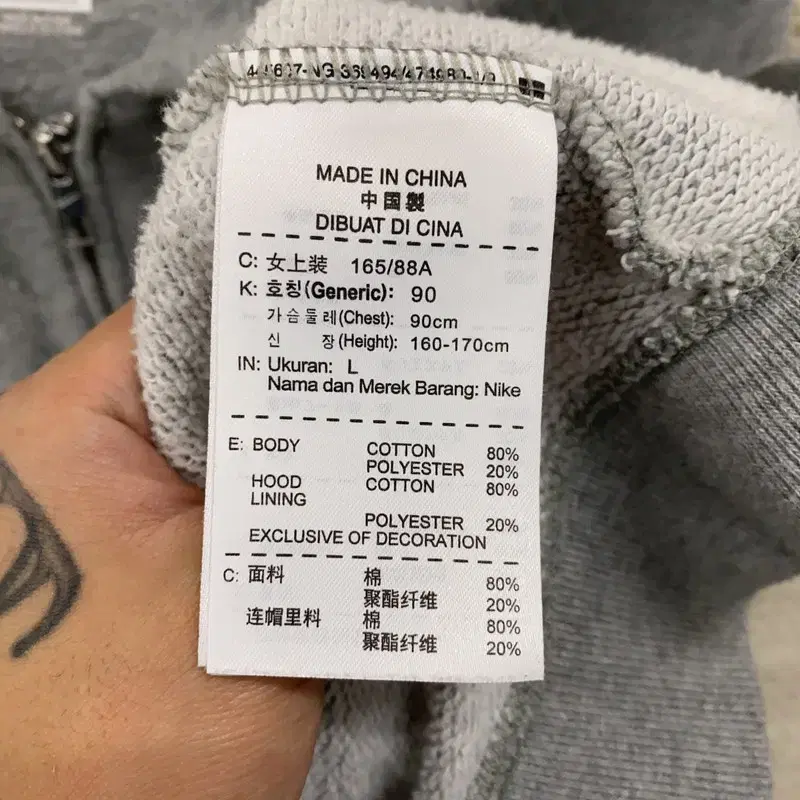 MADE IN CHINA
中国製
DIBUAT DI CINA
C: 女上装 165/88A
K: 호칭(Generic): 90
가슴둘레(Chest): 90cm
신 장(Height): 160-170cm
IN: Ukuran: L
Nama dan Merek Barang: Nike
E: BODY COTTON 80%
POLYESTER 20%
HOOD COTTON 80%
LINING
POLYESTER 20%
EXCLUSIVE OF DECORATION
C: 面料 棉 80%
聚酯纤维 20%
连帽里料 棉 80%
聚酯纤维 20%